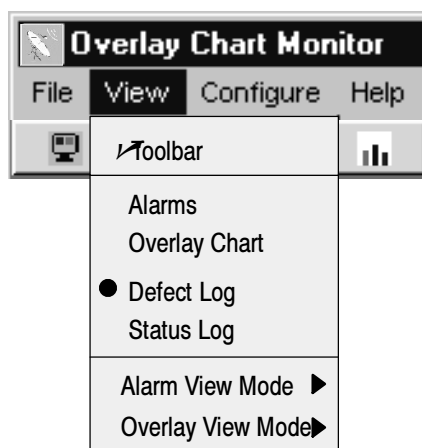 Overlay Chart Monitor
File View Configure Help
Toolbar
Alarms
Overlay Chart
Defect Log
Status Log
Alarm View Mode
Overlay View Mode